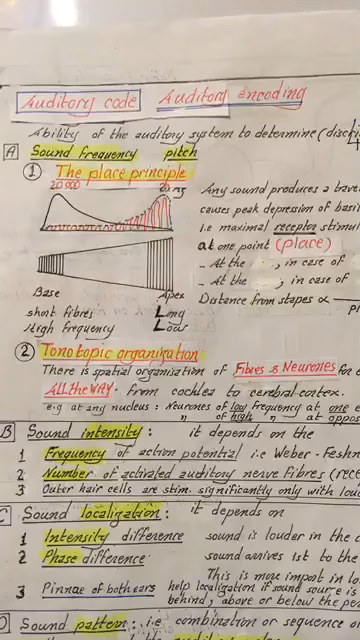 Auditory code Auditory encoding
Ability of the auditory system to determine (disc
A Sound frequency pitch
1 The place principle
20 000 20
Any sound produces a trav
causes peak depression of basi
i.e maximal receptor stimul
at one point (place)
- At the , in case of
- At the , in case of
Distance from stapes ∝
Base Apex
short fibres Long
High frequency Low
2 Tonotopic organization
There is spatial organization of Fibres & Neurones for e
ALL the WAY. from cochlea to cerebral cortex.
e.g at any nucleus: Neurones of low frequency at one e
" of high " at oppos
B Sound intensity: it depends on the
1 Frequency of action potential i.e Weber-Feshn
2 Number of activated auditory nerve fibres (rece
3 Outer hair cells are stim. significantly only with lou
C Sound localization: it depends on
1 Intensity difference sound is louder in the
2 Phase difference sound arrives 1st to the
This is more import in lo
3 Pinnae of both ears help localization if sound source is
behind, above or below the po
D Sound pattern: i.e combination or sequence o